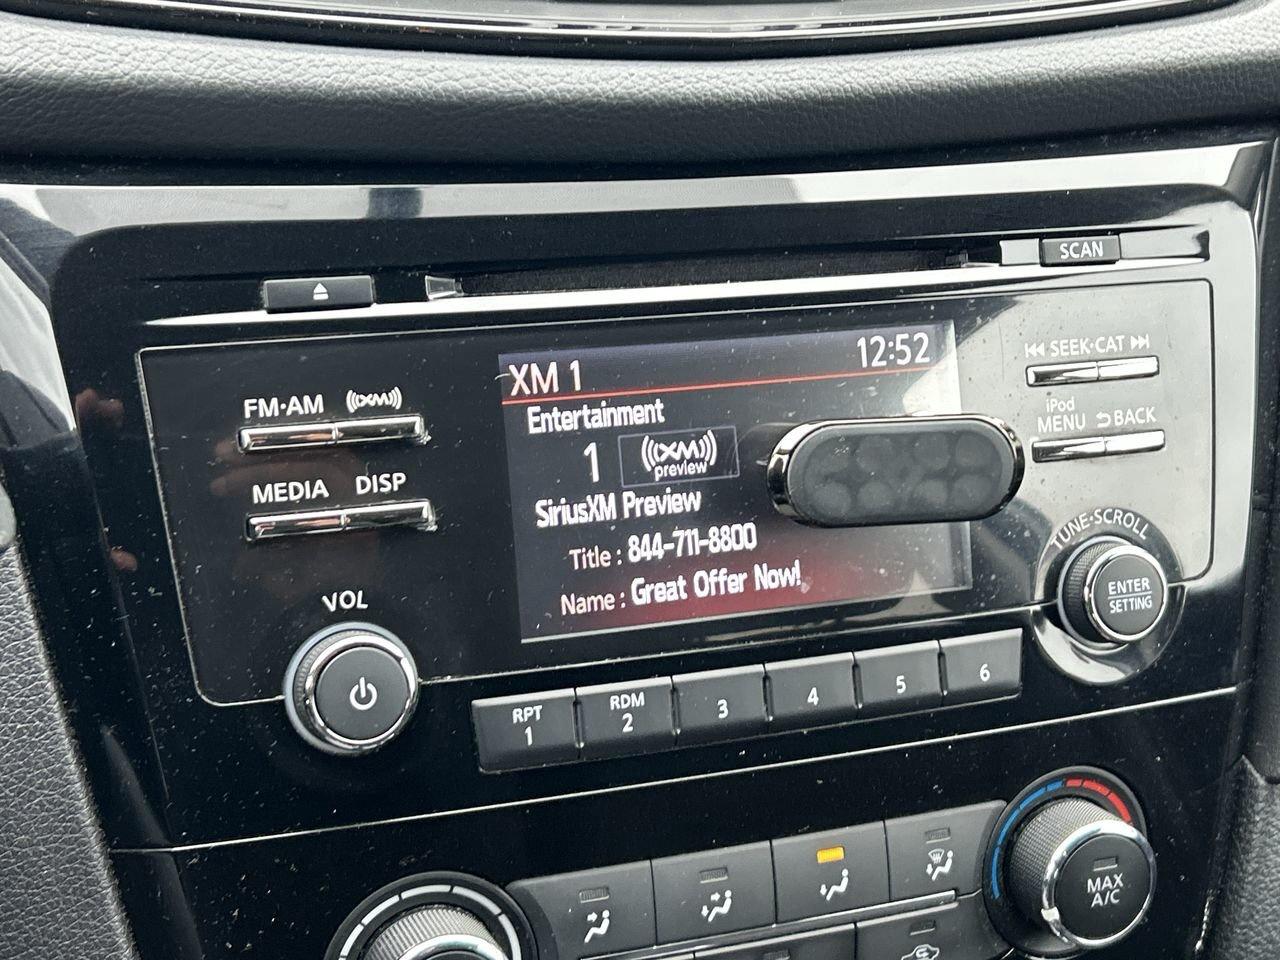 SCAN
XM 1 12:52
FM·AM (((XM)))
Entertainment
1 (((XM)))
preview
SEEK·CAT
iPod
MENU BACK
MEDIA DISP
SiriusXM Preview
Title : 844-711-8800
Name : Great Offer Now!
TUNE·SCROLL
ENTER
SETTING
VOL
RPT
1
RDM
2
3
4
5
6
MAX
A/C